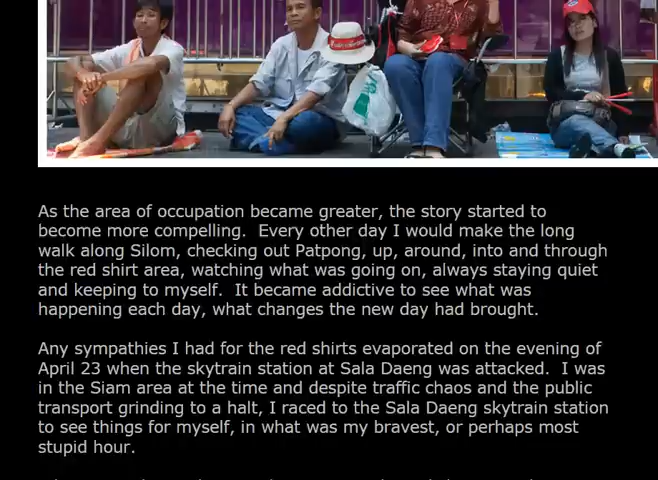 As the area of occupation became greater, the story started to
become more compelling.  Every other day I would make the long
walk along Silom, checking out Patpong, up, around, into and through
the red shirt area, watching what was going on, always staying quiet
and keeping to myself.  It became addictive to see what was
happening each day, what changes the new day had brought.
Any sympathies I had for the red shirts evaporated on the evening of
April 23 when the skytrain station at Sala Daeng was attacked.  I was
in the Siam area at the time and despite traffic chaos and the public
transport grinding to a halt, I raced to the Sala Daeng skytrain station
to see things for myself, in what was my bravest, or perhaps most
stupid hour.